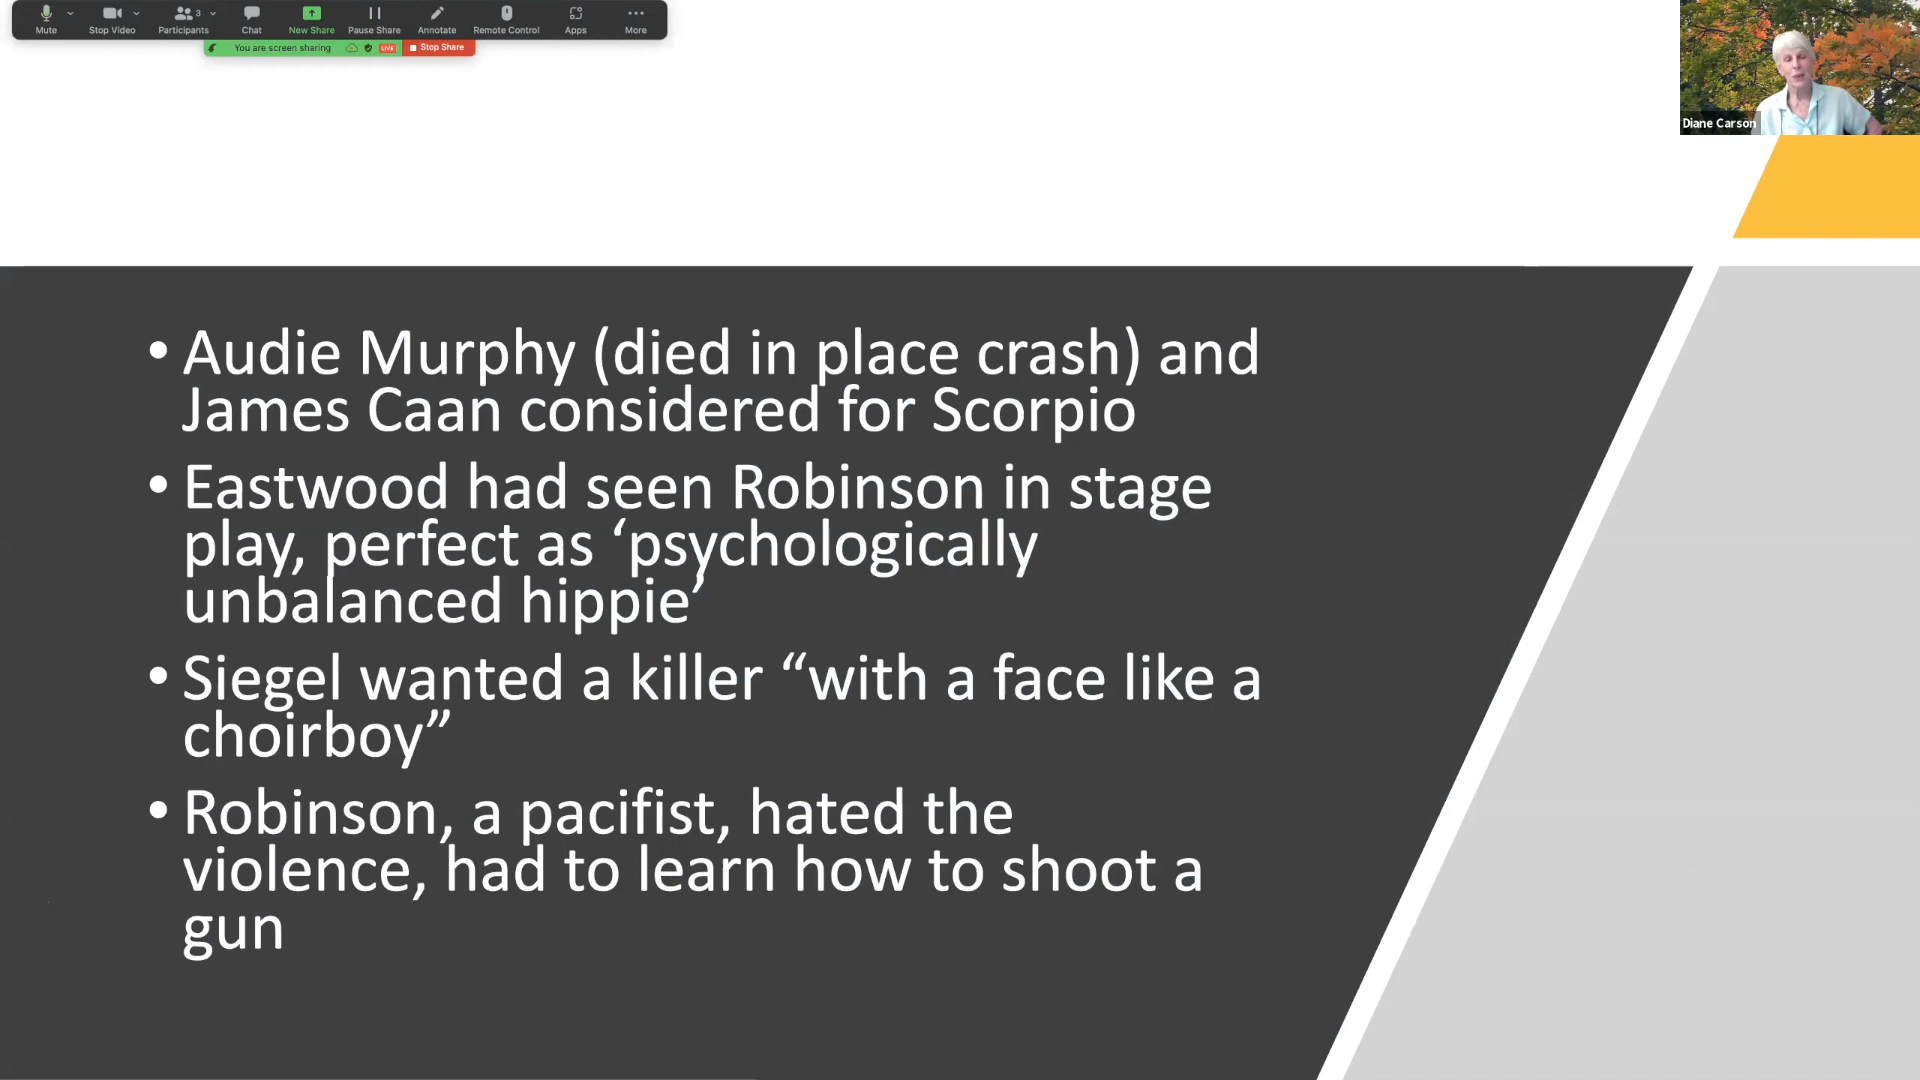 Mute
Stop Video
Participants
3
Chat
New Share
Pause Share
Annotate
Remote Control
Apps
More
You are screen sharing
LIVE
Stop Share
Diane Carson
• Audie Murphy (died in place crash) and
James Caan considered for Scorpio
• Eastwood had seen Robinson in stage
play, perfect as ‘psychologically
unbalanced hippie’
• Siegel wanted a killer “with a face like a
choirboy”
• Robinson, a pacifist, hated the
violence, had to learn how to shoot a
gun